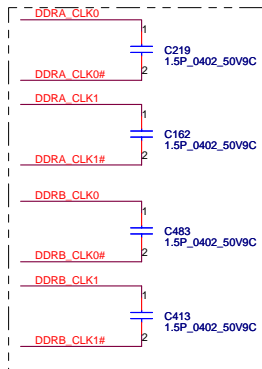 DDRA_CLK0
1
C219
1.5P_0402_50V9C
2
DDRA_CLK0#
DDRA_CLK1
1
C162
1.5P_0402_50V9C
2
DDRA_CLK1#
DDRB_CLK0
1
C483
1.5P_0402_50V9C
2
DDRB_CLK0#
DDRB_CLK1
1
C413
1.5P_0402_50V9C
2
DDRB_CLK1#